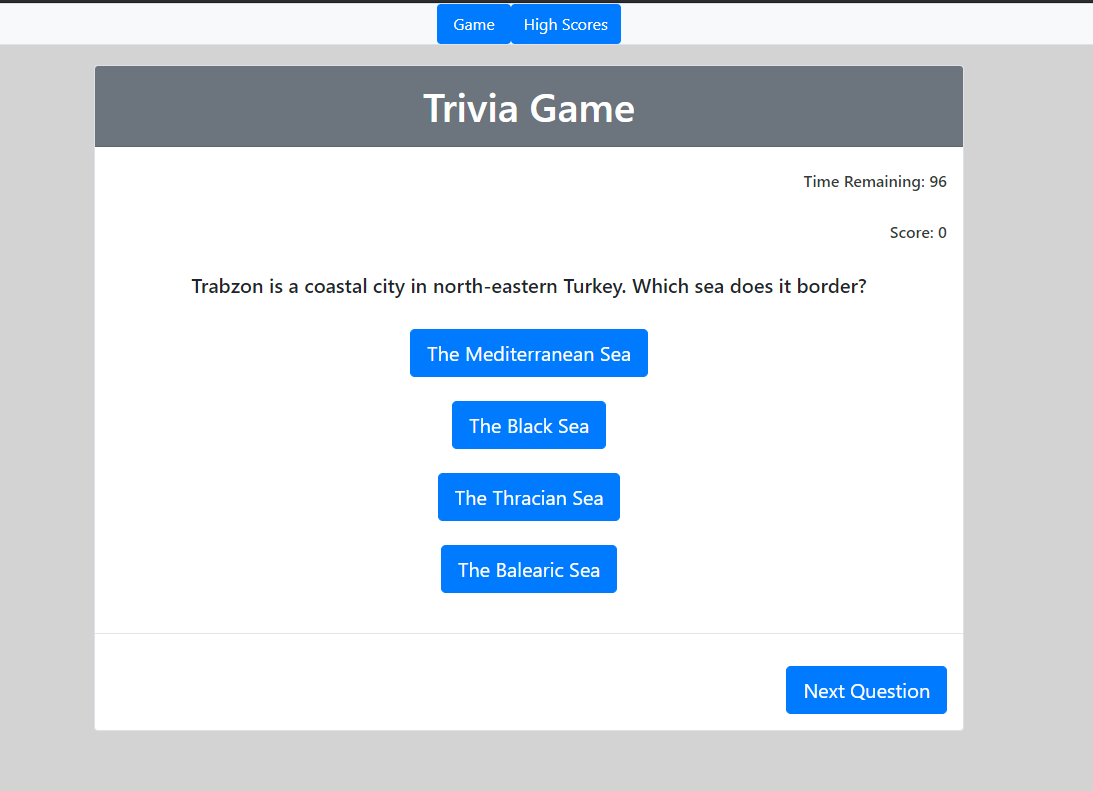 Game High Scores
Trivia Game
Time Remaining: 96
Score: 0
Trabzon is a coastal city in north-eastern Turkey. Which sea does it border?
The Mediterranean Sea
The Black Sea
The Thracian Sea
The Balearic Sea
Next Question